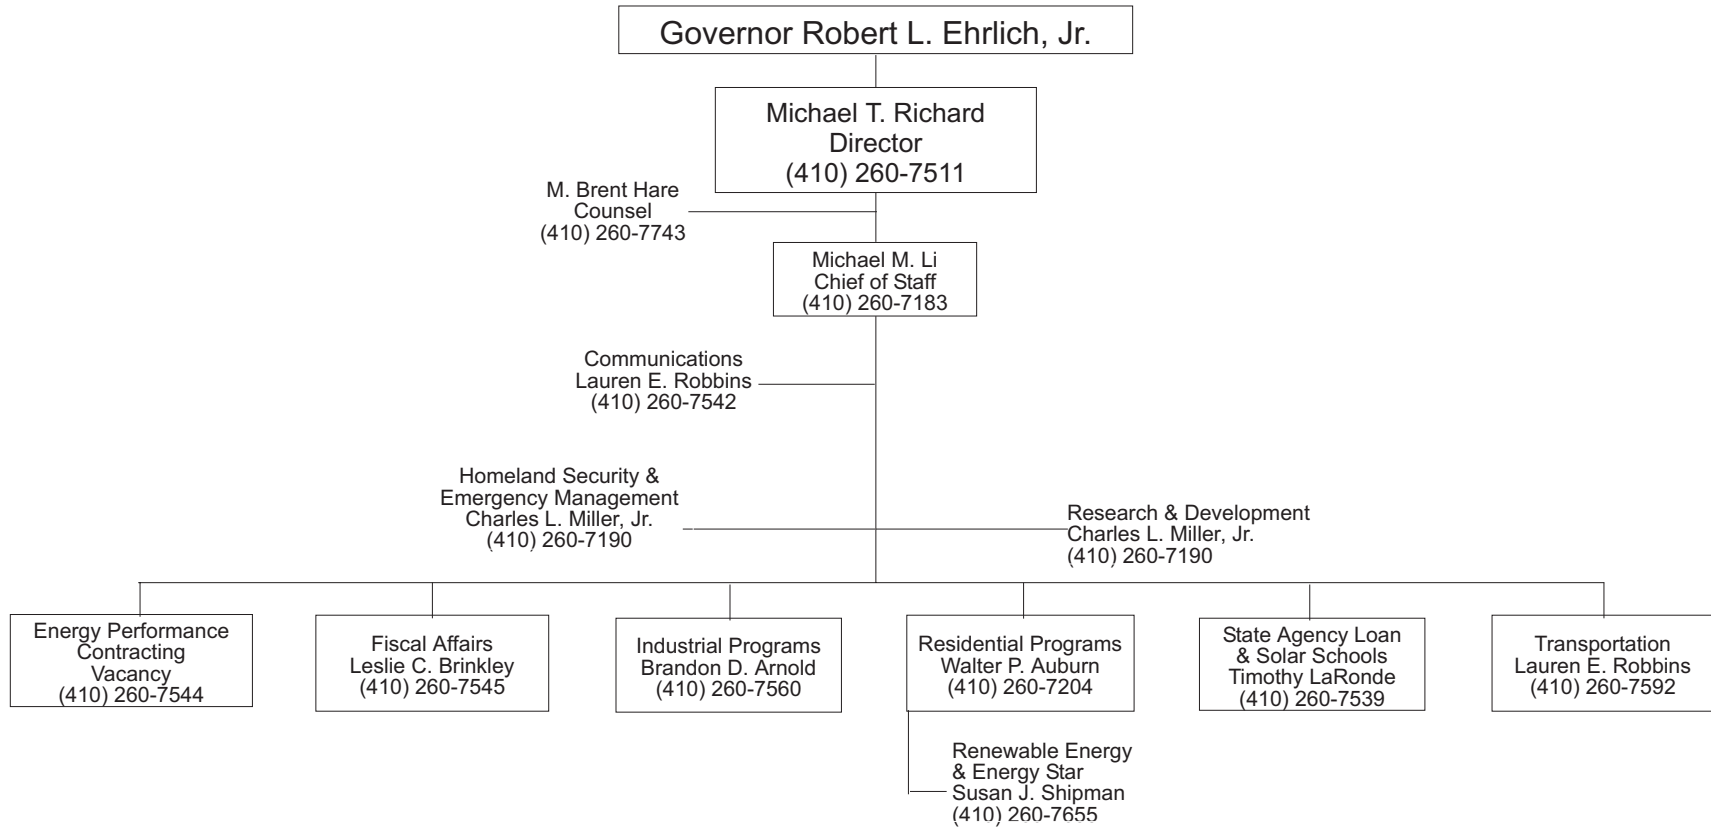 Governor Robert L. Ehrlich, Jr.
Michael T. Richard
Director
(410) 260-7511
M. Brent Hare
Counsel
(410) 260-7743
Michael M. Li
Chief of Staff
(410) 260-7183
Communications
Lauren E. Robbins
(410) 260-7542
Homeland Security &
Emergency Management
Charles L. Miller, Jr.
(410) 260-7190
Research & Development
Charles L. Miller, Jr.
(410) 260-7190
Energy Performance
Contracting
Vacancy
(410) 260-7544
Fiscal Affairs
Leslie C. Brinkley
(410) 260-7545
Industrial Programs
Brandon D. Arnold
(410) 260-7560
Residential Programs
Walter P. Auburn
(410) 260-7204
State Agency Loan
& Solar Schools
Timothy LaRonde
(410) 260-7539
Transportation
Lauren E. Robbins
(410) 260-7592
Renewable Energy
& Energy Star
Susan J. Shipman
(410) 260-7655